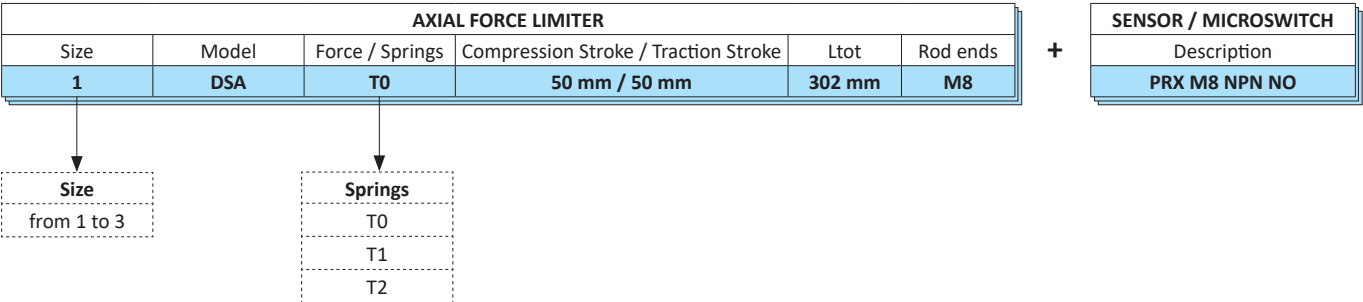 AXIAL FORCE LIMITER
Size Model Force / Springs Compression Stroke / Traction Stroke Ltot Rod ends
1 DSA T0 50 mm / 50 mm 302 mm M8
+
SENSOR / MICROSWITCH
Description
PRX M8 NPN NO
Size
from 1 to 3
Springs
T0
T1
T2